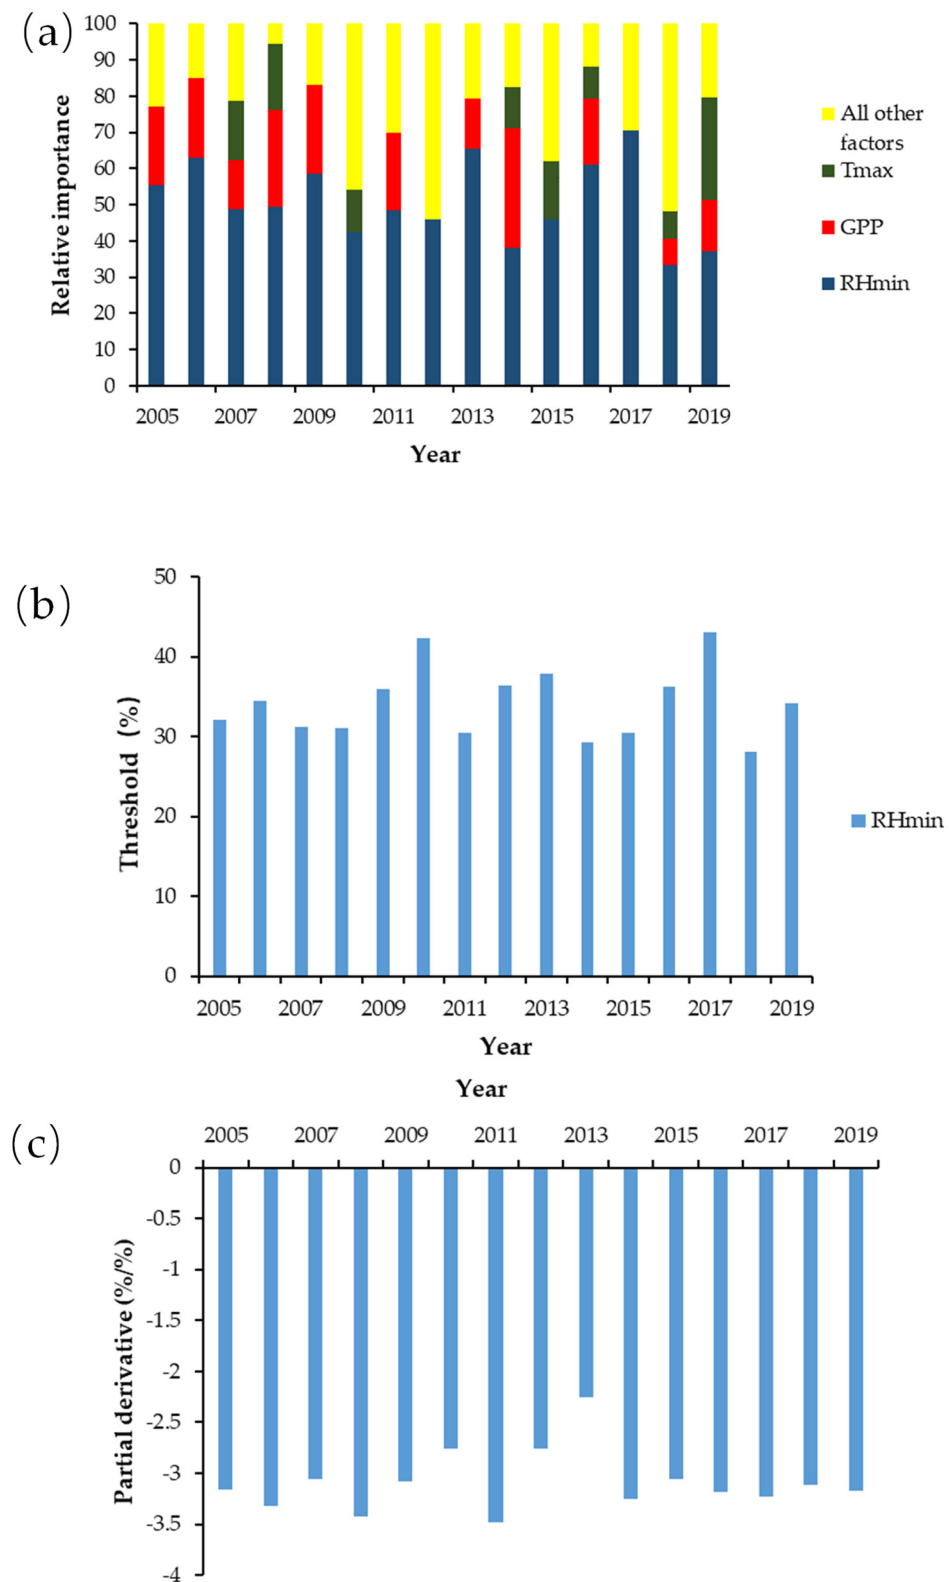 (a)
Relative importance
100
90
80
70
60
50
40
30
20
10
0
2005 2007 2009 2011 2013 2015 2017 2019
Year
All other
factors
Tmax
GPP
RHmin
(b)
Threshold (%)
50
40
30
20
10
0
2005 2007 2009 2011 2013 2015 2017 2019
Year
RHmin
Year
(c)
2005 2007 2009 2011 2013 2015 2017 2019
Partial derivative (%/%)
0
-0.5
-1
-1.5
-2
-2.5
-3
-3.5
-4